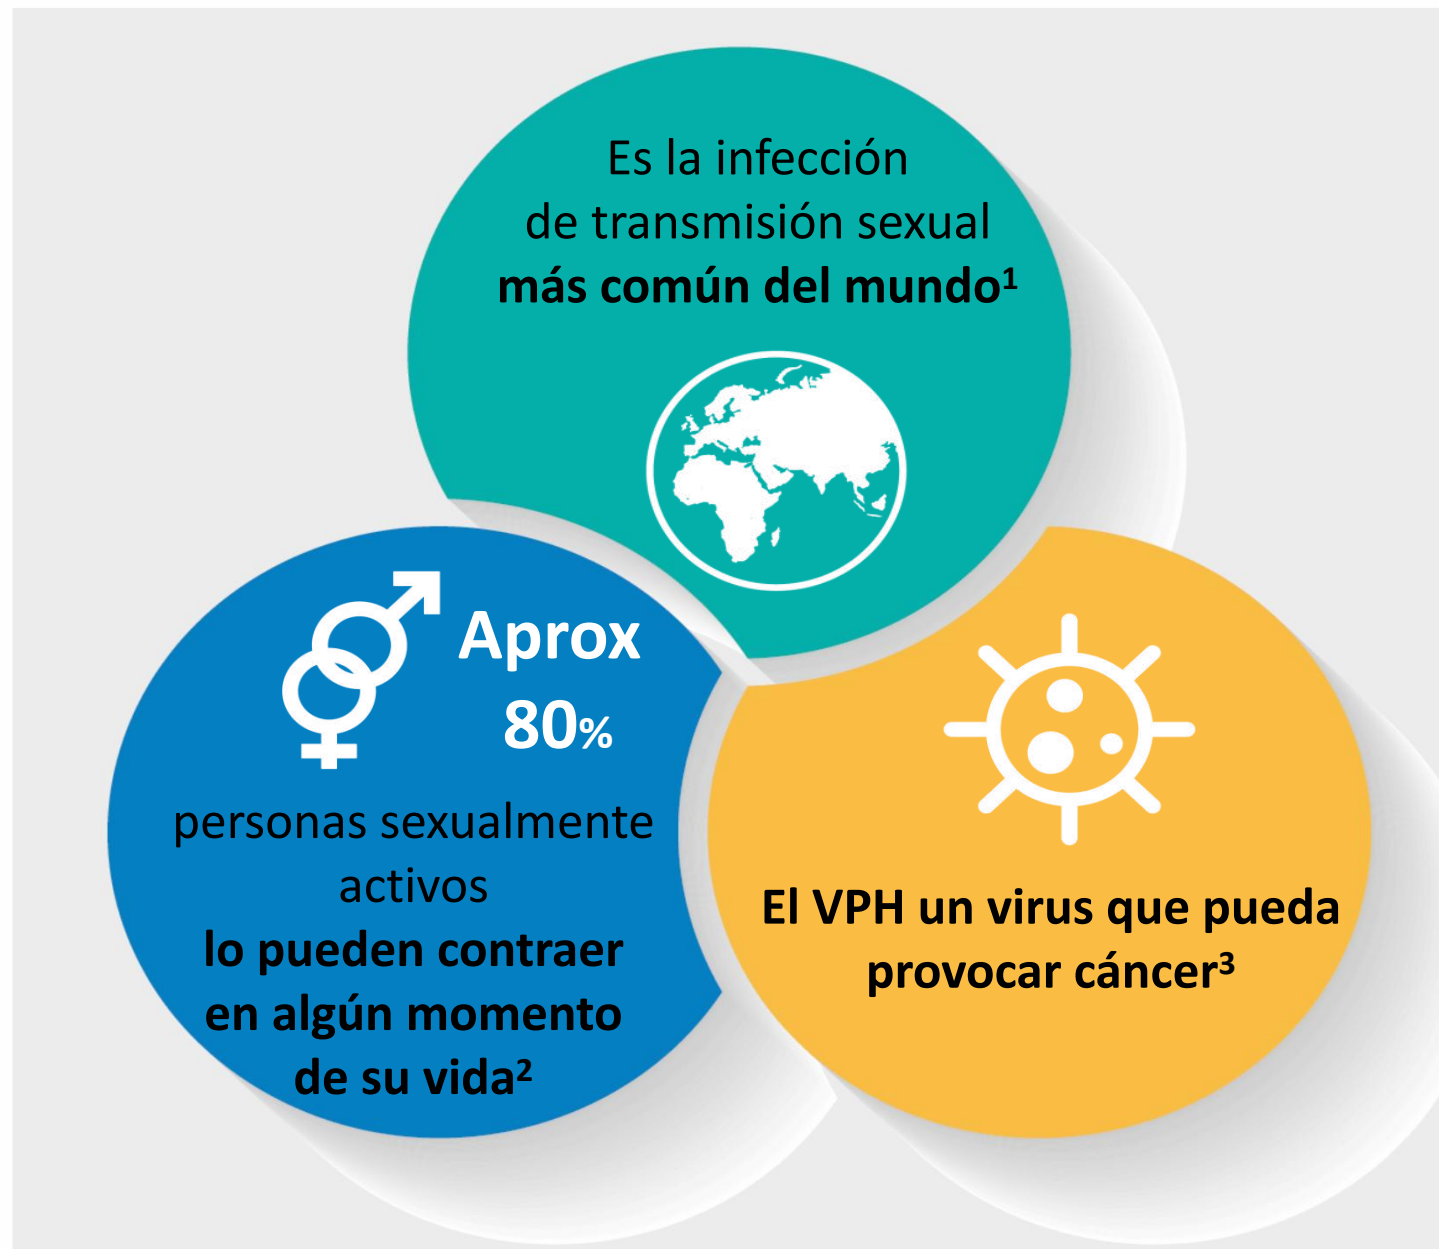 Es la infección
de transmisión sexual
más común del mundo¹
Aprox
80%
personas sexualmente
activos
lo pueden contraer
en algún momento
de su vida²
El VPH un virus que pueda
provocar cáncer³